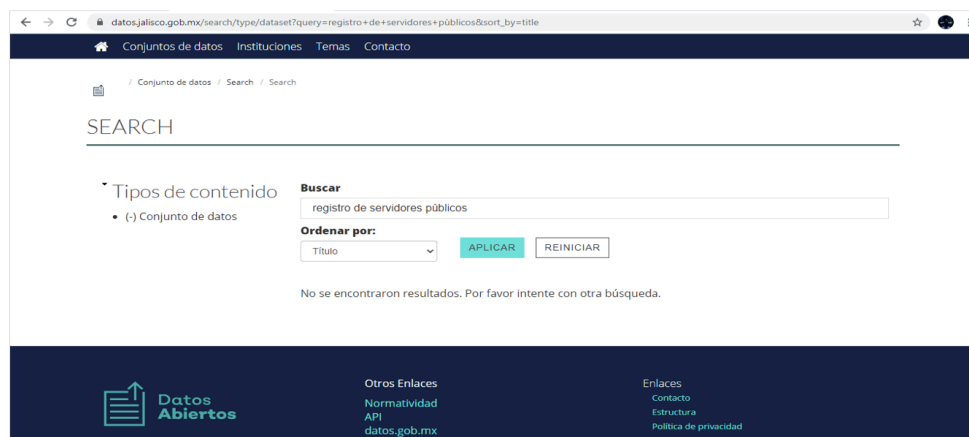 datos.jalisco.gob.mx/search/type/dataset?query=registro+de+servidores+públicos&sort_by=title
Conjuntos de datos Instituciones Temas Contacto
/ Conjunto de datos / Search / Search
SEARCH
Tipos de contenido
(-) Conjunto de datos
Buscar
registro de servidores públicos
Ordenar por:
Título
APLICAR
REINICIAR
No se encontraron resultados. Por favor intente con otra búsqueda.
Datos
Abiertos
Otros Enlaces
Normatividad
API
datos.gob.mx
Enlaces
Contacto
Estructura
Política de privacidad